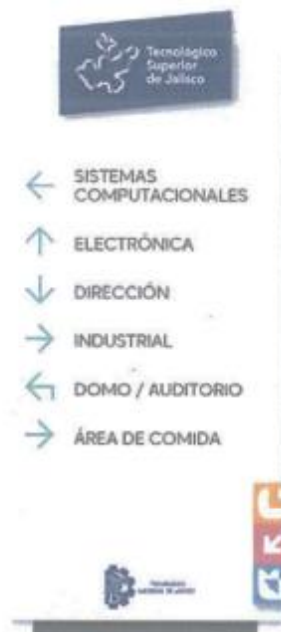 Tecnológico
Superior
de Jalisco
SISTEMAS
COMPUTACIONALES
ELECTRÓNICA
DIRECCIÓN
INDUSTRIAL
DOMO / AUDITORIO
ÁREA DE COMIDA